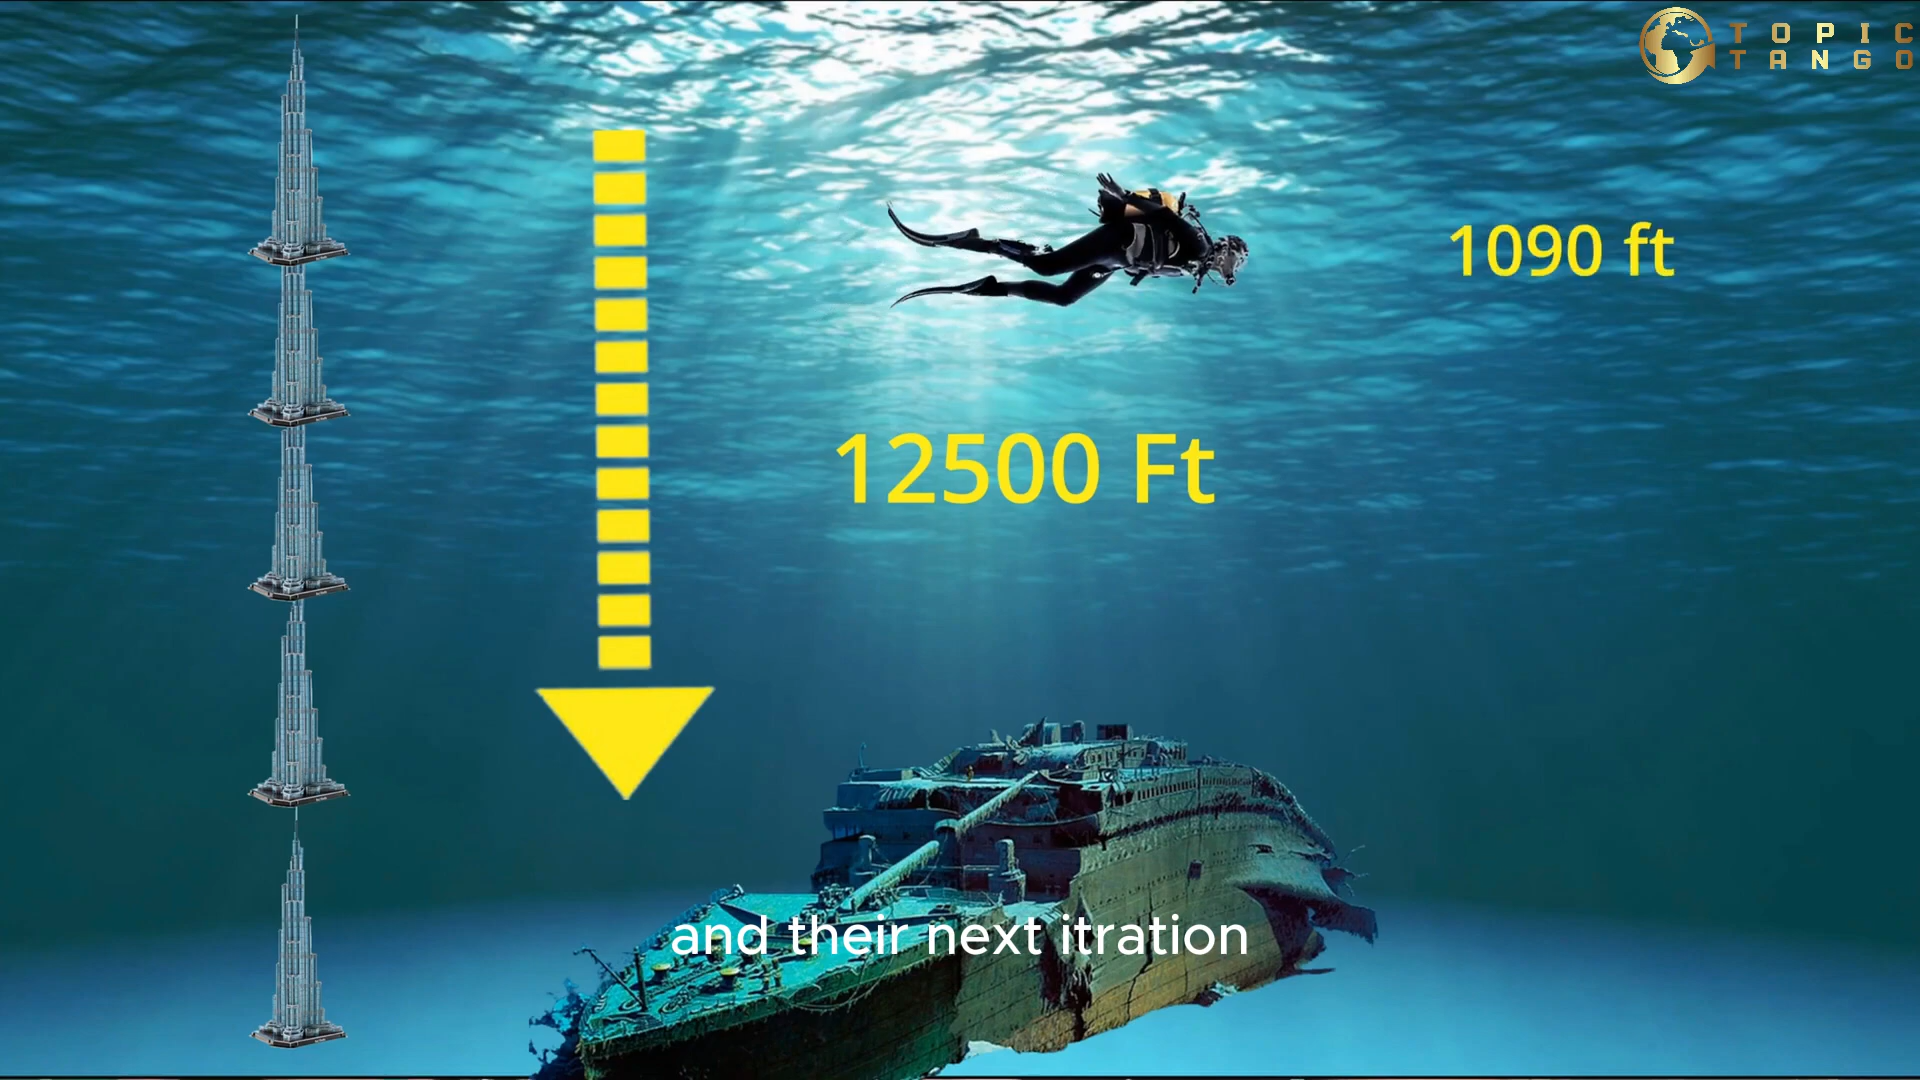 TOPIC
TANGO
1090 ft
12500 Ft
and their next itration